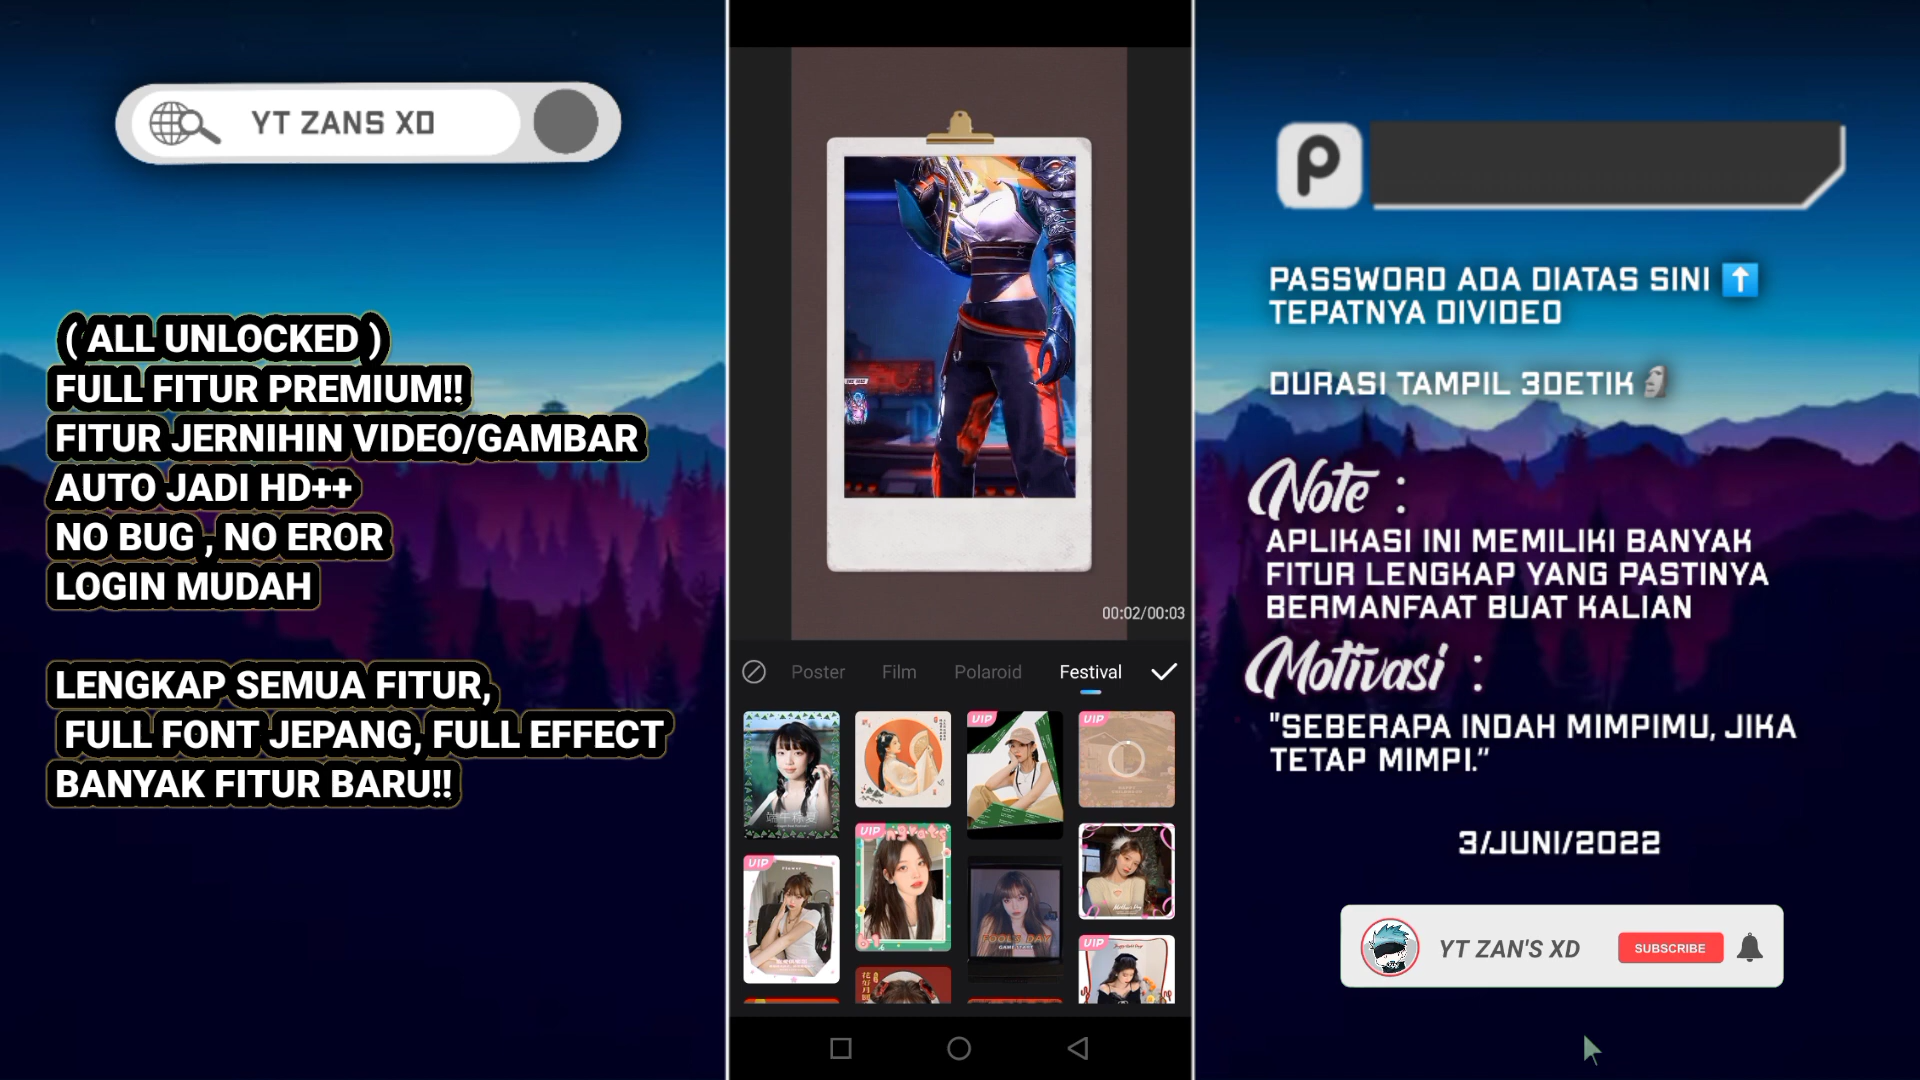 YT ZANS XD
( ALL UNLOCKED )
FULL FITUR PREMIUM!!
FITUR JERNIHIN VIDEO/GAMBAR
AUTO JADI HD++
NO BUG , NO EROR
LOGIN MUDAH
LENGKAP SEMUA FITUR,
FULL FONT JEPANG, FULL EFFECT
BANYAK FITUR BARU!!
00:02/00:03
Poster Film Polaroid Festival
VIP
VIP
VIP
VIP
VIP
FOOL'S DAY
P
PASSWORD ADA DIATAS SINI ⬆️
TEPATNYA DIVIDEO
DURASI TAMPIL 3DETIK 🗿
Note :
APLIKASI INI MEMILIKI BANYAK
FITUR LENGKAP YANG PASTINYA
BERMANFAAT BUAT KALIAN
Motivasi :
"SEBERAPA INDAH MIMPIMU, JIKA
TETAP MIMPI."
3/JUNI/2022
YT ZAN'S XD
SUBSCRIBE